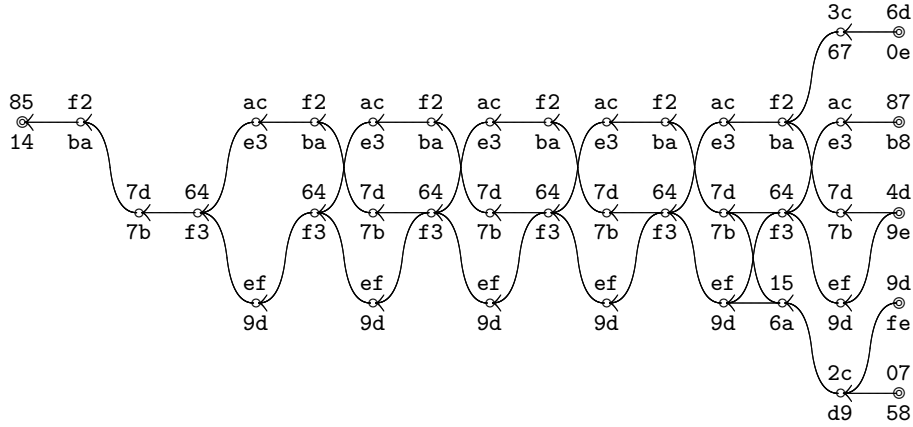 3c 6d
67 0e
85 f2 ac f2 ac f2 ac f2 ac f2 ac f2 ac 87
14 ba e3 ba e3 ba e3 ba e3 ba e3 ba e3 b8
7d 64 64 7d 64 7d 64 7d 64 7d 64 7d 4d
7b f3 f3 7b f3 7b f3 7b f3 7b f3 7b 9e
ef ef ef ef ef 15 ef 9d
9d 9d 9d 9d 9d 6a 9d fe
2c 07
d9 58